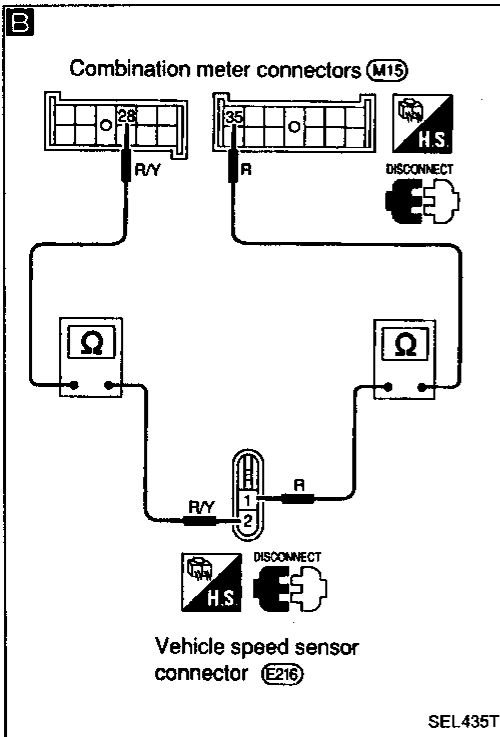 B
Combination meter connectors M15
28
35
H.S.
R/Y
R
DISCONNECT
Ω
Ω
R
1
R/Y
2
DISCONNECT
H.S.
Vehicle speed sensor
connector E216
SEL435T